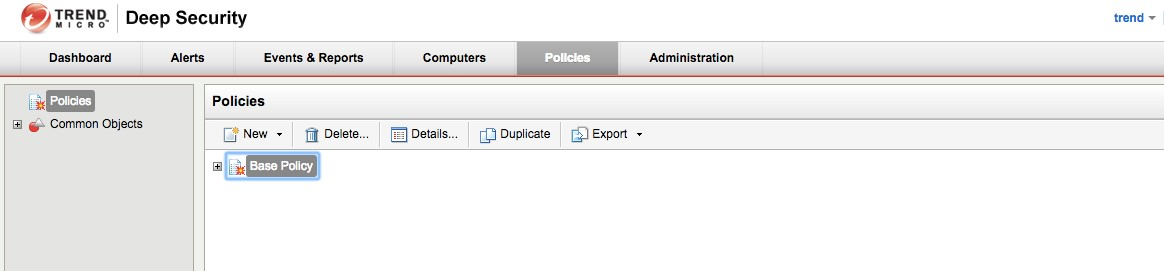 TREND MICRO Deep Security
trend
Dashboard Alerts Events & Reports Computers Policies Administration
Policies
Common Objects
Policies
New Delete... Details... Duplicate Export
Base Policy